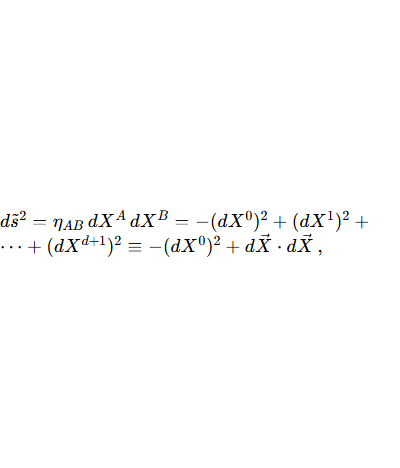 ds̃² = η_{AB} dX^A dX^B = −(dX⁰)² + (dX¹)² +
⋯ + (dX^{d+1})² ≡ −(dX⁰)² + dX⃗ · dX⃗ ,